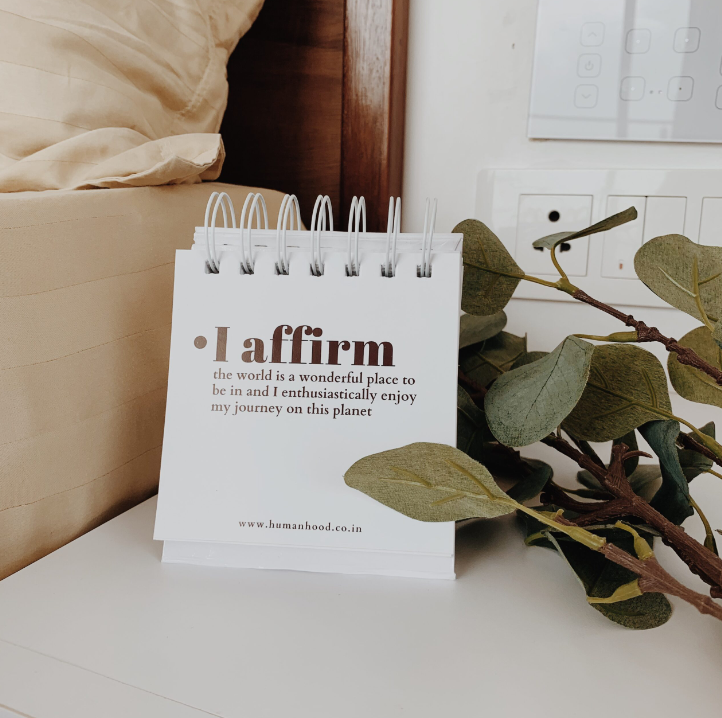 •I affirm
the world is a wonderful place to
be in and I enthusiastically enjoy
my journey on this planet
www.humanhood.co.in